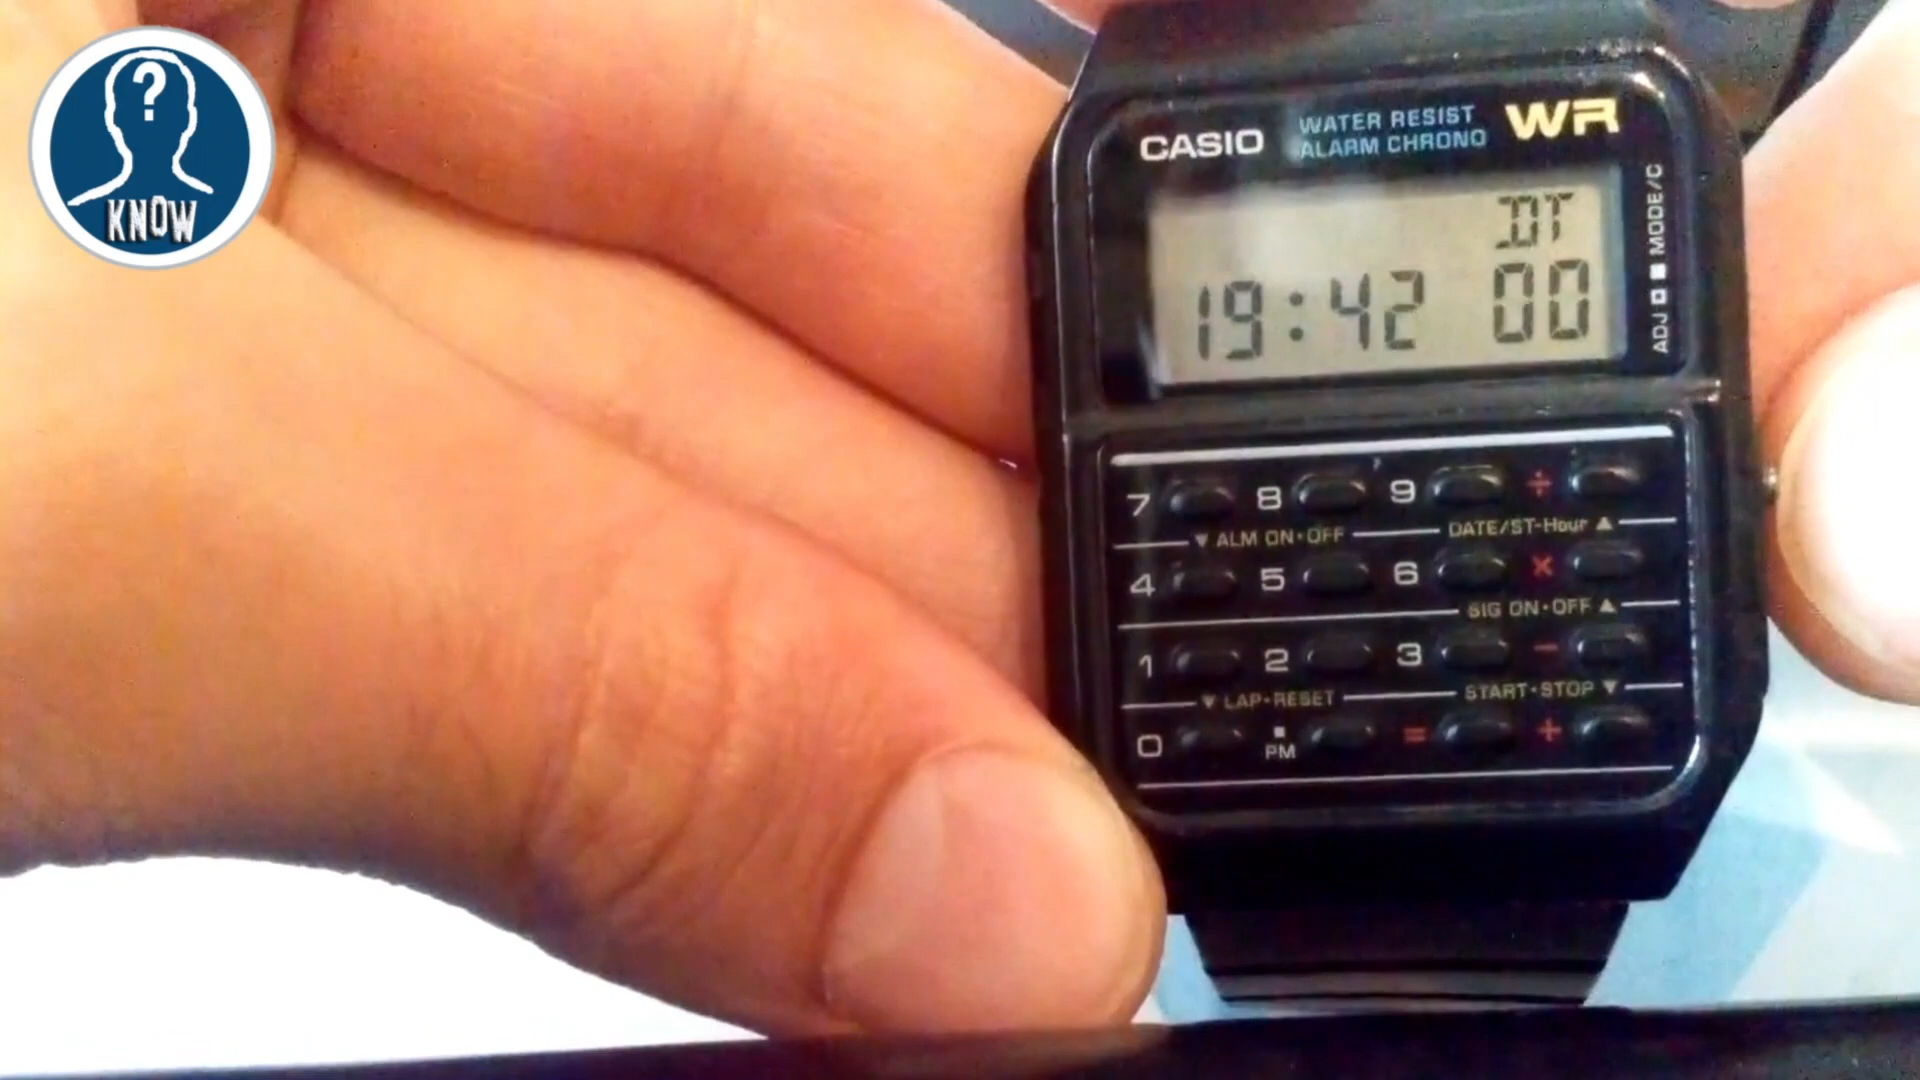 ?
KNOW
CASIO
WATER RESIST
ALARM CHRONO
WR
DT
19:42 00
ADJ MODE/C
7 8 9 ÷
▼ ALM ON•OFF DATE/ST-Hour ▲
4 5 6 ×
SIG ON•OFF ▲
1 2 3 −
▼ LAP•RESET START•STOP ▼
0 ▪ = +
PM